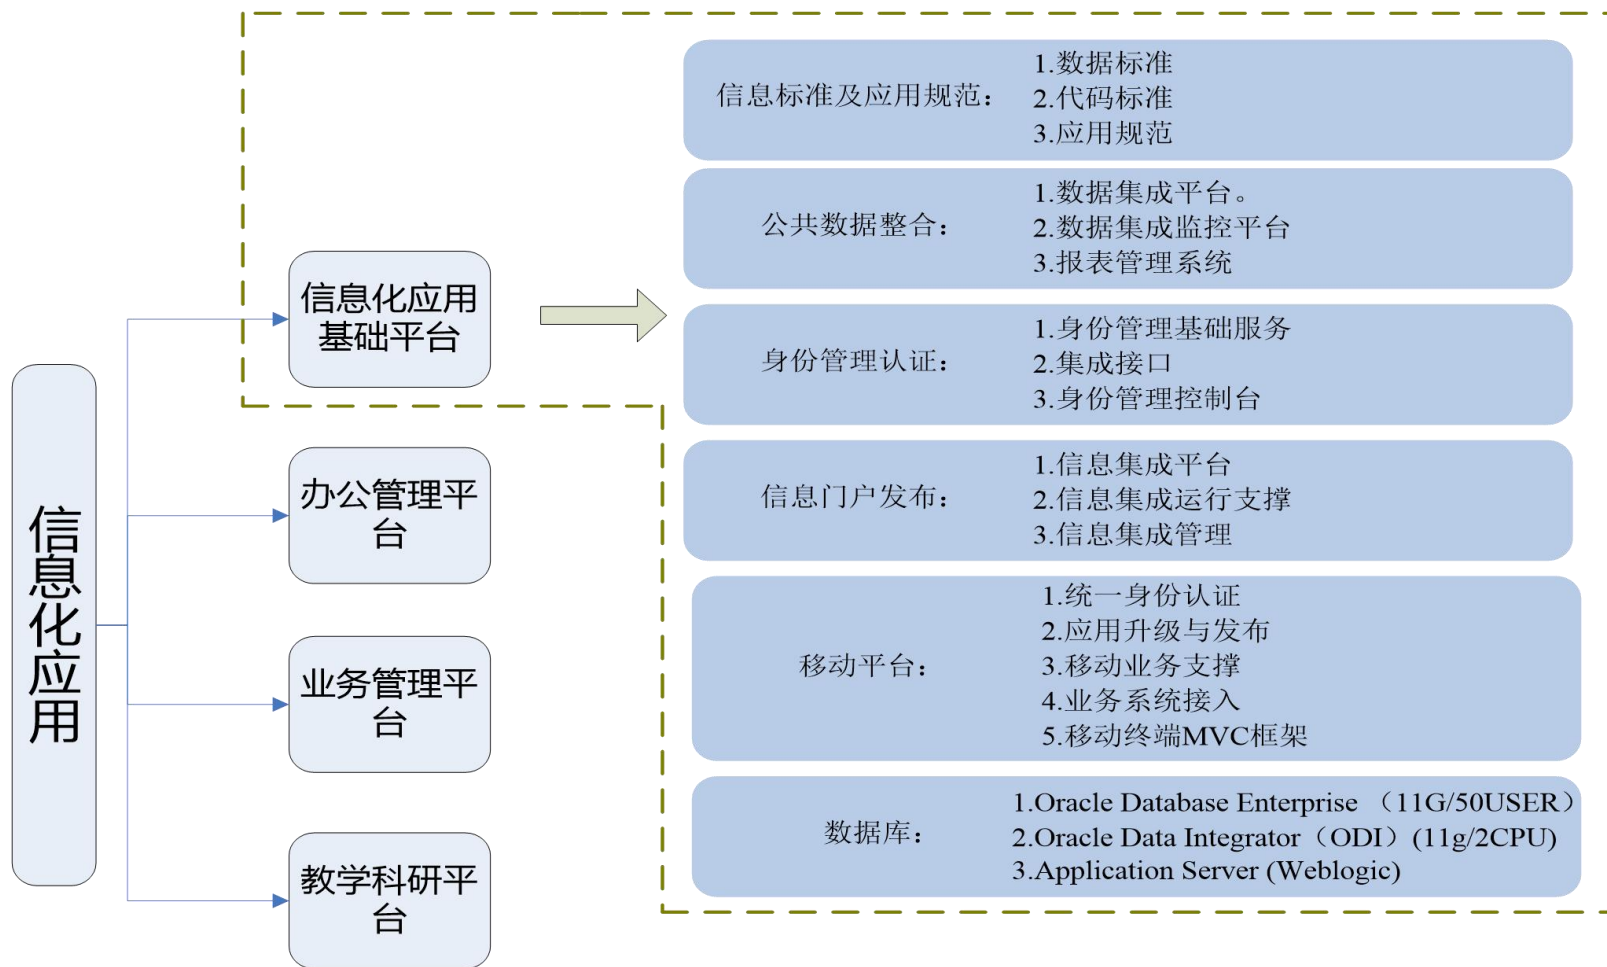 信息化应用
信息化应用
基础平台
办公管理平
台
业务管理平
台
教学科研平
台
信息标准及应用规范：
1.数据标准
2.代码标准
3.应用规范
公共数据整合：
1.数据集成平台。
2.数据集成监控平台
3.报表管理系统
身份管理认证：
1.身份管理基础服务
2.集成接口
3.身份管理控制台
信息门户发布：
1.信息集成平台
2.信息集成运行支撑
3.信息集成管理
移动平台：
1.统一身份认证
2.应用升级与发布
3.移动业务支撑
4.业务系统接入
5.移动终端MVC框架
数据库：
1.Oracle Database Enterprise （11G/50USER）
2.Oracle Data Integrator（ODI）(11g/2CPU)
3.Application Server (Weblogic)